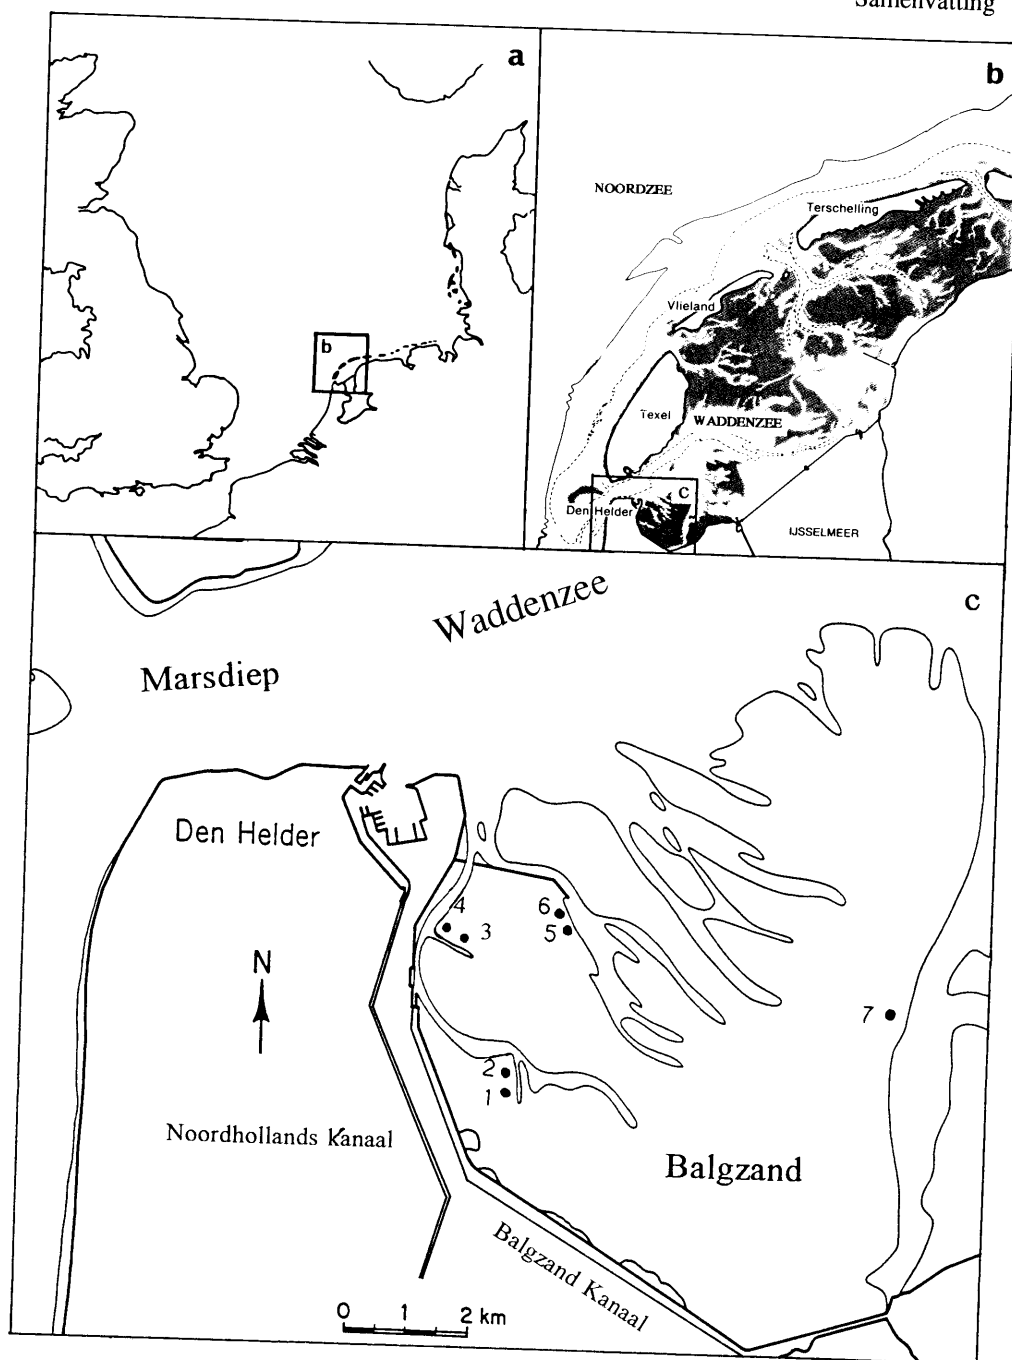 Samenvatting
a
b
b
NOORDZEE
Terschelling
Vlieland
Texel
WADDENZEE
c
Den Helder
IJSSELMEER
c
Waddenzee
Marsdiep
Den Helder
4
3
6
5
N
7
2
1
Noordhollands Kanaal
Balgzand
Balgzand Kanaal
0 1 2 km